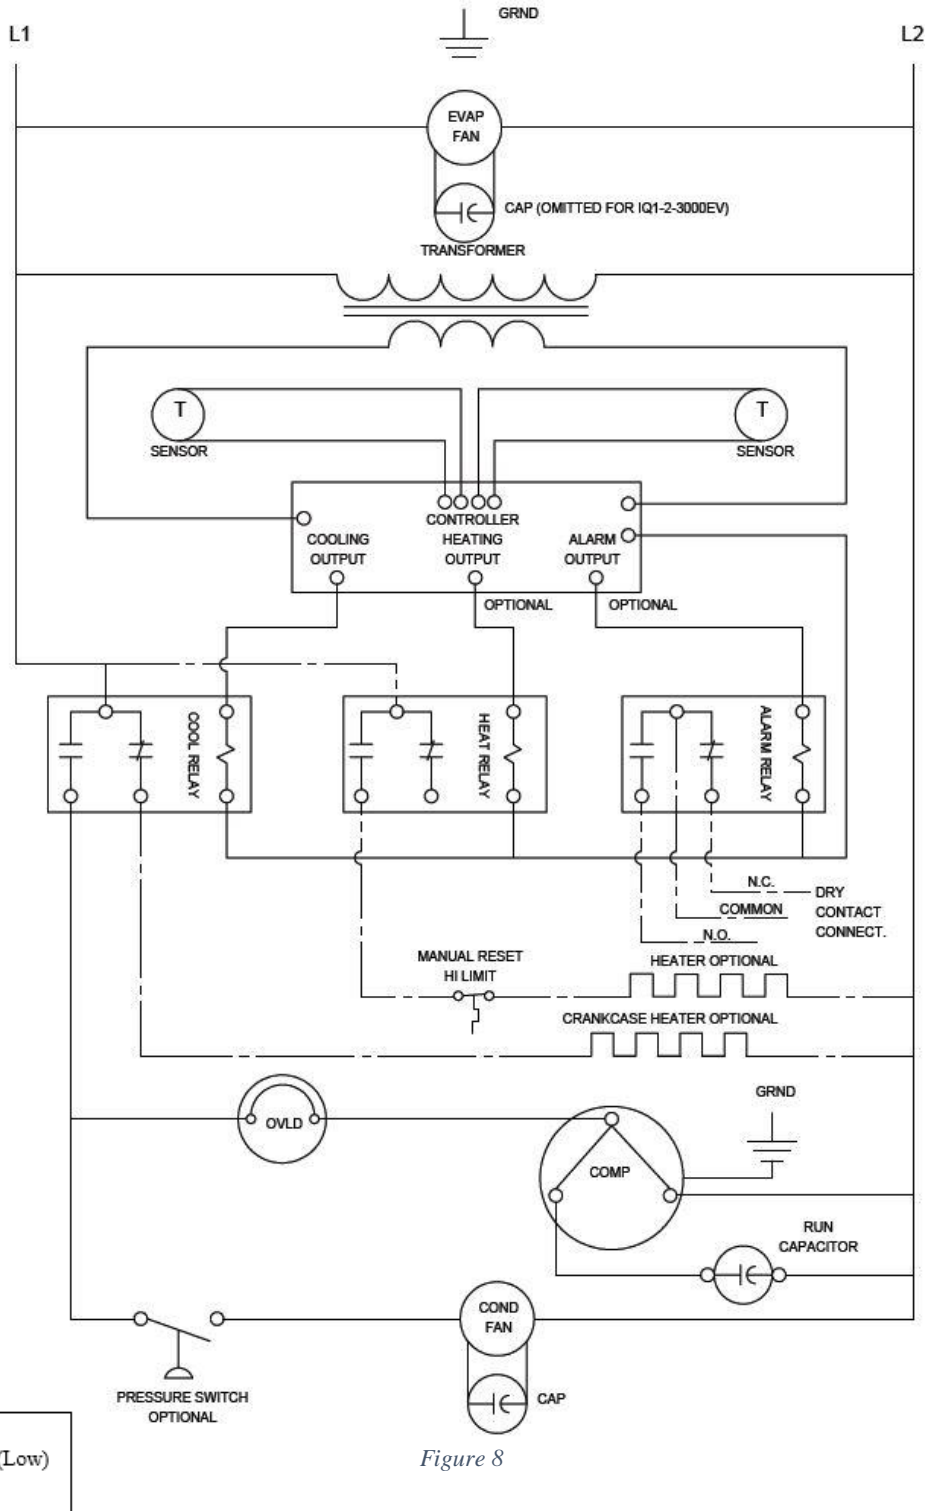 GRND
L1
L2
EVAP
FAN
CAP (OMITTED FOR IQ1-2-3000EV)
TRANSFORMER
T
T
SENSOR
SENSOR
CONTROLLER
COOLING
OUTPUT
HEATING
OUTPUT
ALARM
OUTPUT
OPTIONAL
OPTIONAL
COOL RELAY
HEAT RELAY
ALARM RELAY
N.C.
COMMON
N.O.
DRY
CONTACT
CONNECT.
MANUAL RESET
HI LIMIT
HEATER OPTIONAL
CRANKCASE HEATER OPTIONAL
OVLD
COMP
GRND
RUN
CAPACITOR
COND
FAN
CAP
PRESSURE SWITCH
OPTIONAL
(Low)
Figure 8